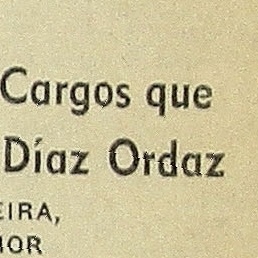 Cargos que
Díaz Ordaz
EIRA,
IOR